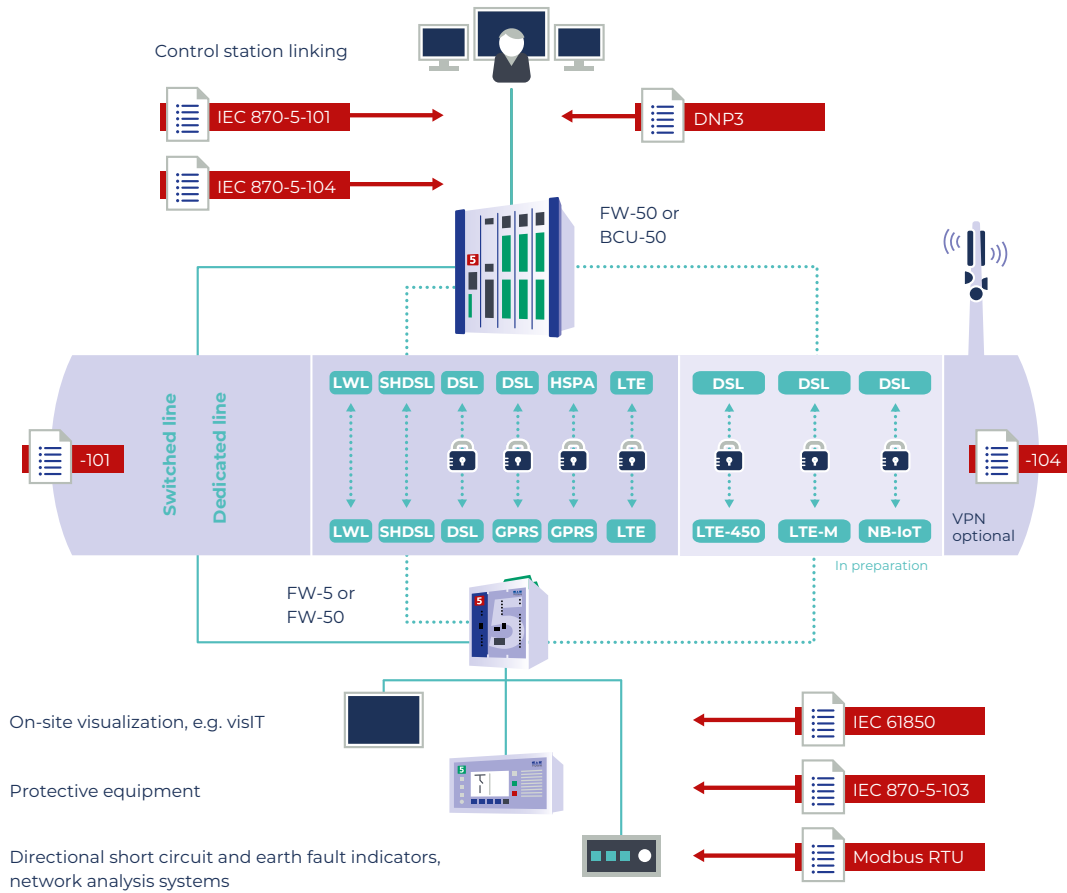 Control station linking
IEC 870-5-101
DNP3
IEC 870-5-104
FW-50 or
BCU-50
5
LWL SHDSL DSL DSL HSPA LTE DSL DSL DSL
Switched line
Dedicated line
-101
-104
LWL SHDSL DSL GPRS GPRS LTE LTE-450 LTE-M NB-IoT
VPN
optional
In preparation
FW-5 or
FW-50
5
5
On-site visualization, e.g. visIT
IEC 61850
5
Protective equipment
IEC 870-5-103
Directional short circuit and earth fault indicators,
network analysis systems
Modbus RTU